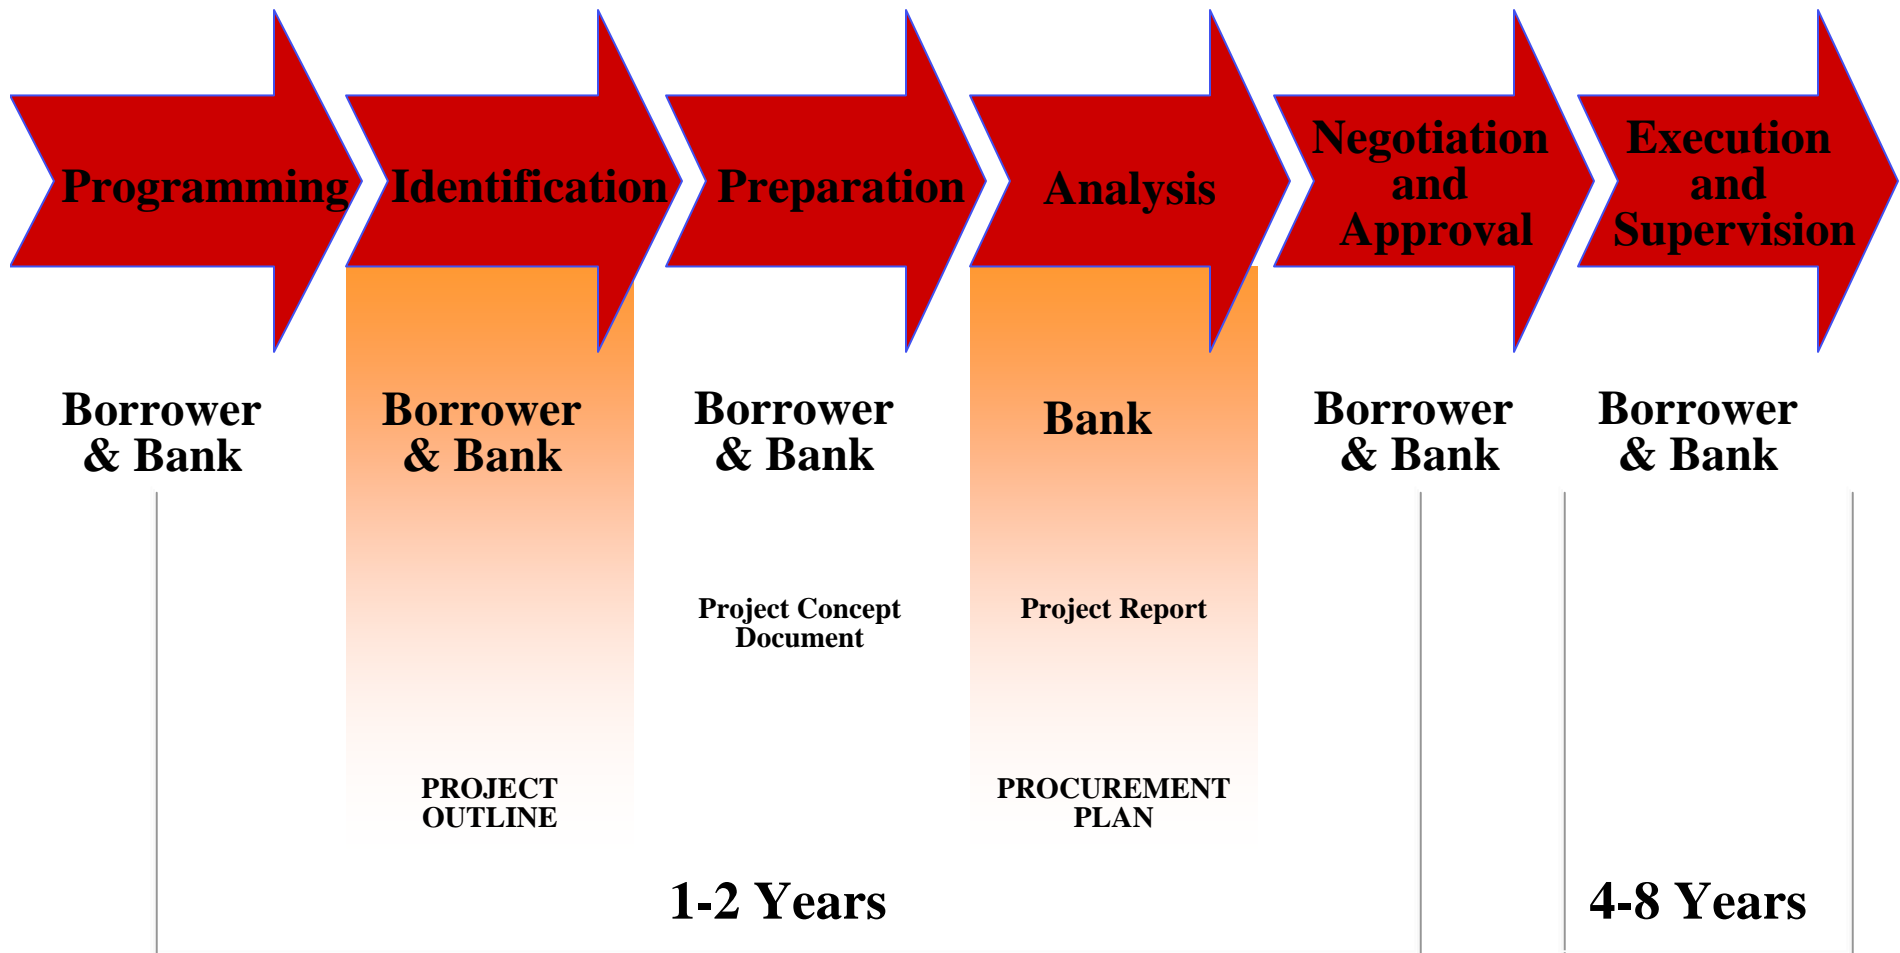 Programming
Identification
Preparation
Analysis
Negotiation
and
Approval
Execution
and
Supervision
Borrower
& Bank
Borrower
& Bank
Borrower
& Bank
Bank
Borrower
& Bank
Borrower
& Bank
Project Concept
Document
Project Report
PROJECT
OUTLINE
PROCUREMENT
PLAN
1-2 Years
4-8 Years